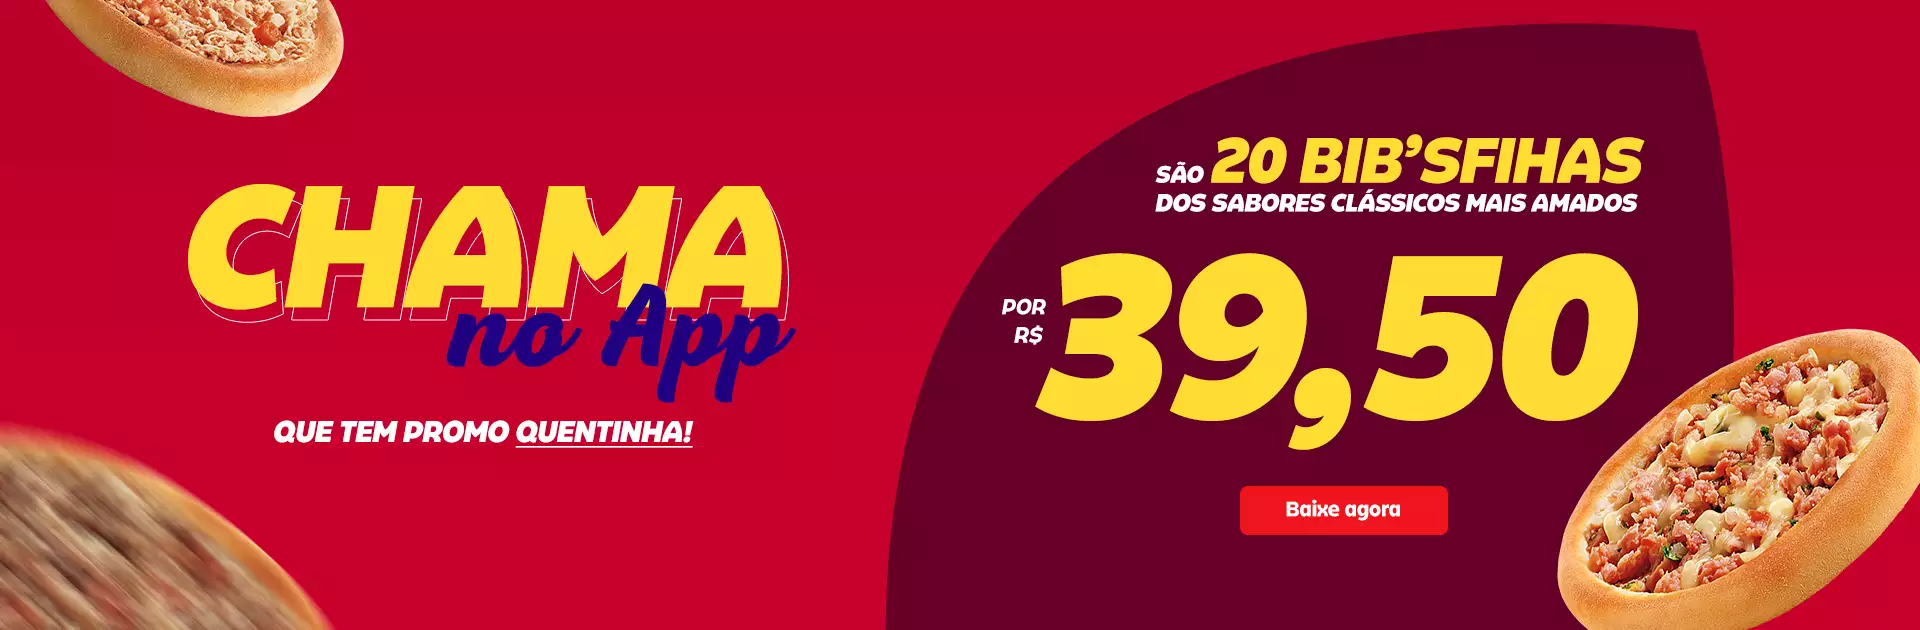 CHAMA
no App
QUE TEM PROMO QUENTINHA!
SÃO 20 BIB’SFIHAS
DOS SABORES CLÁSSICOS MAIS AMADOS
POR
R$ 39,50
Baixe agora